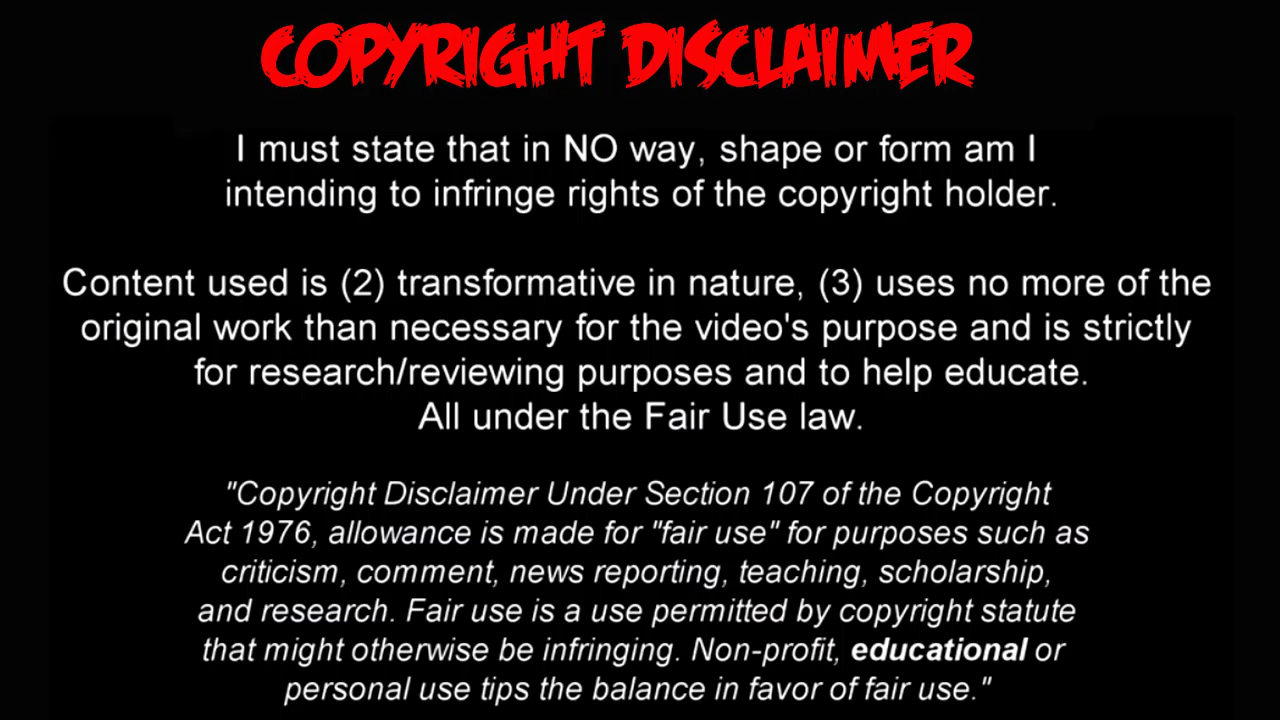 COPYRIGHT DISCLAIMER
I must state that in NO way, shape or form am I
intending to infringe rights of the copyright holder.
Content used is (2) transformative in nature, (3) uses no more of the
original work than necessary for the video's purpose and is strictly
for research/reviewing purposes and to help educate.
All under the Fair Use law.
"Copyright Disclaimer Under Section 107 of the Copyright
Act 1976, allowance is made for "fair use" for purposes such as
criticism, comment, news reporting, teaching, scholarship,
and research. Fair use is a use permitted by copyright statute
that might otherwise be infringing. Non-profit, educational or
personal use tips the balance in favor of fair use."